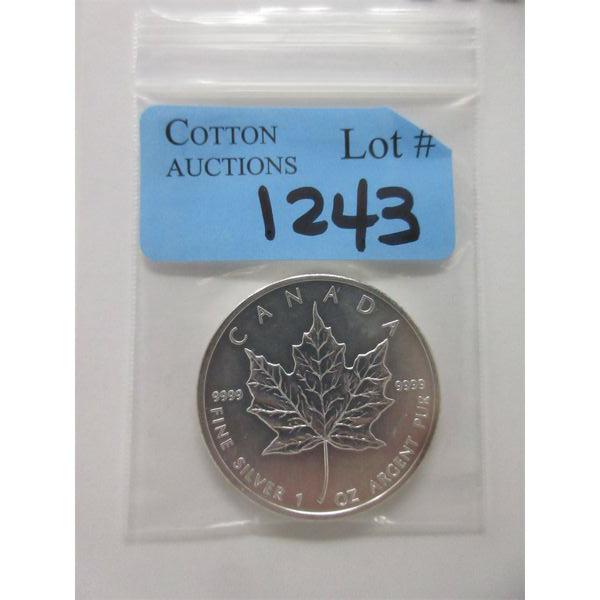 COTTON
AUCTIONS
Lot #
1243
CANADA
9999
9999
FINE SILVER 1 OZ ARGENT PUR